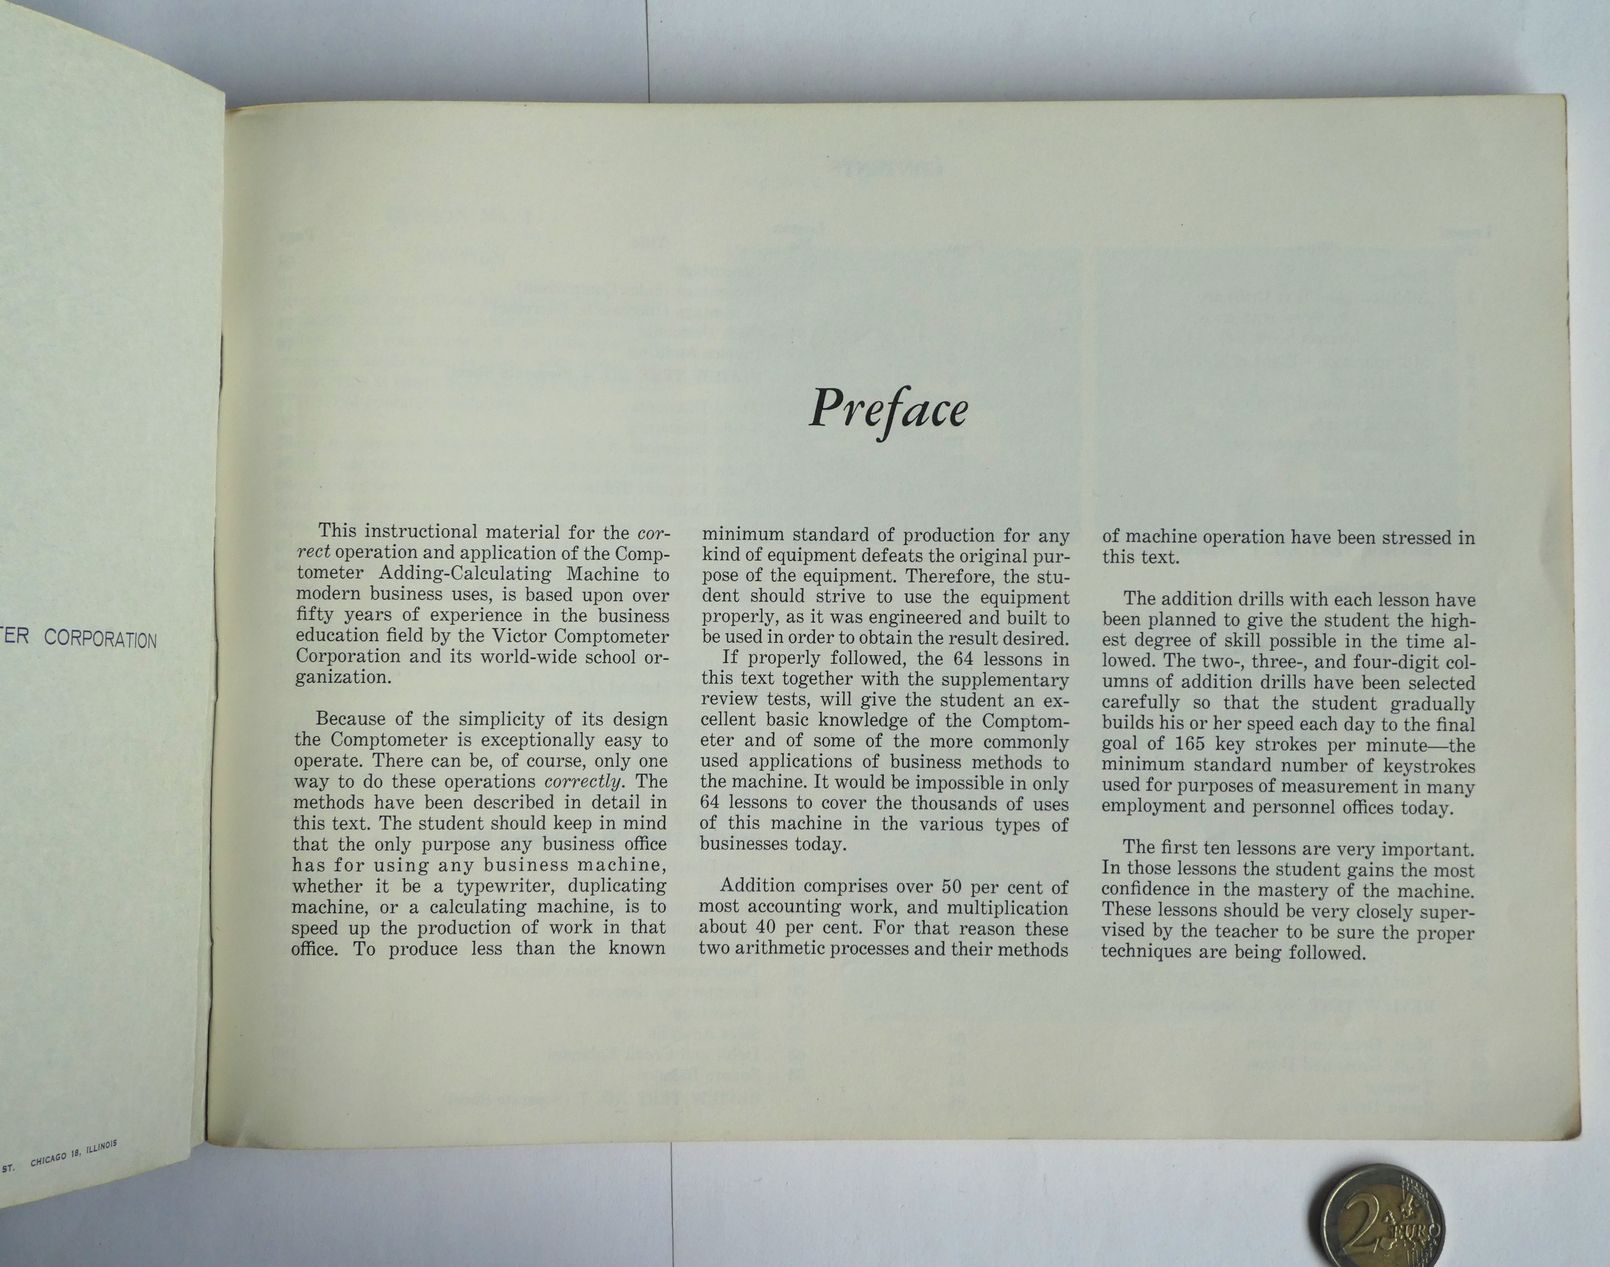 TER CORPORATION
ST. CHICAGO 18, ILLINOIS
Preface
This instructional material for the cor-
rect operation and application of the Comp-
tometer Adding-Calculating Machine to
modern business uses, is based upon over
fifty years of experience in the business
education field by the Victor Comptometer
Corporation and its world-wide school or-
ganization.
Because of the simplicity of its design
the Comptometer is exceptionally easy to
operate. There can be, of course, only one
way to do these operations correctly. The
methods have been described in detail in
this text. The student should keep in mind
that the only purpose any business office
has for using any business machine,
whether it be a typewriter, duplicating
machine, or a calculating machine, is to
speed up the production of work in that
office. To produce less than the known
minimum standard of production for any
kind of equipment defeats the original pur-
pose of the equipment. Therefore, the stu-
dent should strive to use the equipment
properly, as it was engineered and built to
be used in order to obtain the result desired.
If properly followed, the 64 lessons in
this text together with the supplementary
review tests, will give the student an ex-
cellent basic knowledge of the Comptom-
eter and of some of the more commonly
used applications of business methods to
the machine. It would be impossible in only
64 lessons to cover the thousands of uses
of this machine in the various types of
businesses today.
Addition comprises over 50 per cent of
most accounting work, and multiplication
about 40 per cent. For that reason these
two arithmetic processes and their methods
of machine operation have been stressed in
this text.
The addition drills with each lesson have
been planned to give the student the high-
est degree of skill possible in the time al-
lowed. The two-, three-, and four-digit col-
umns of addition drills have been selected
carefully so that the student gradually
builds his or her speed each day to the final
goal of 165 key strokes per minute—the
minimum standard number of keystrokes
used for purposes of measurement in many
employment and personnel offices today.
The first ten lessons are very important.
In those lessons the student gains the most
confidence in the mastery of the machine.
These lessons should be very closely super-
vised by the teacher to be sure the proper
techniques are being followed.
2 EURO